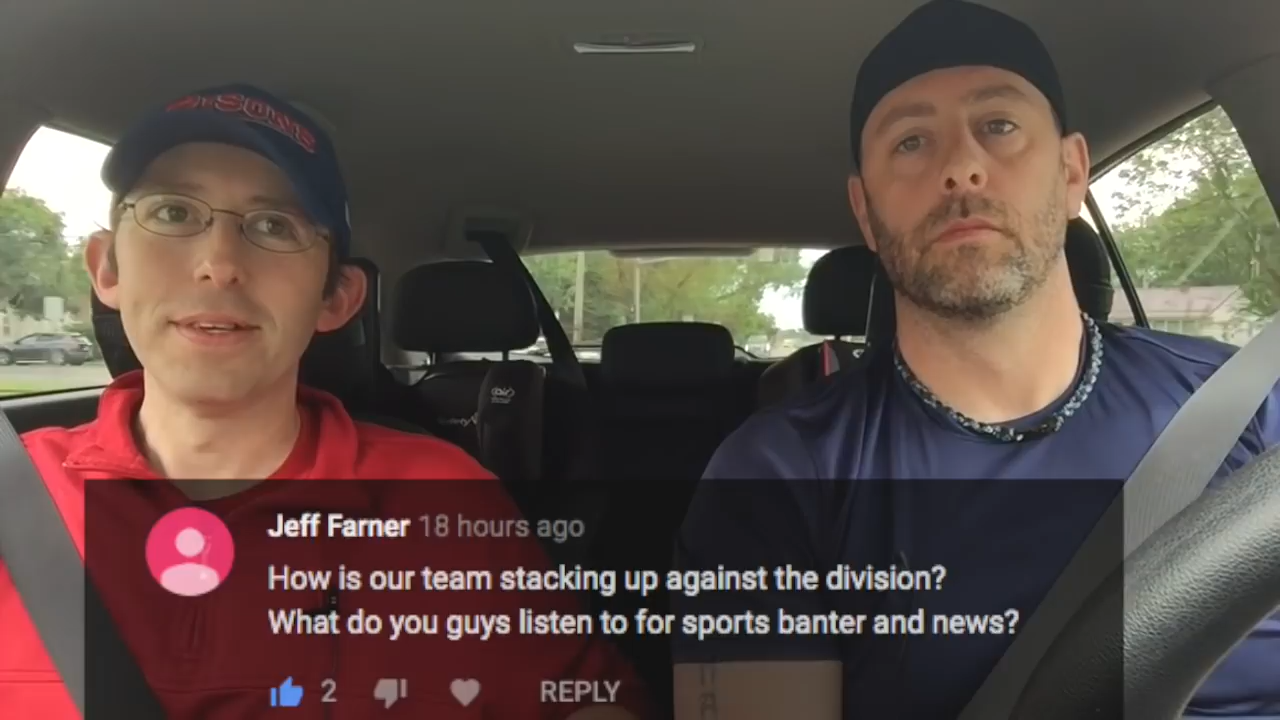 Jeff Farner 18 hours ago
How is our team stacking up against the division?
What do you guys listen to for sports banter and news?
2
REPLY